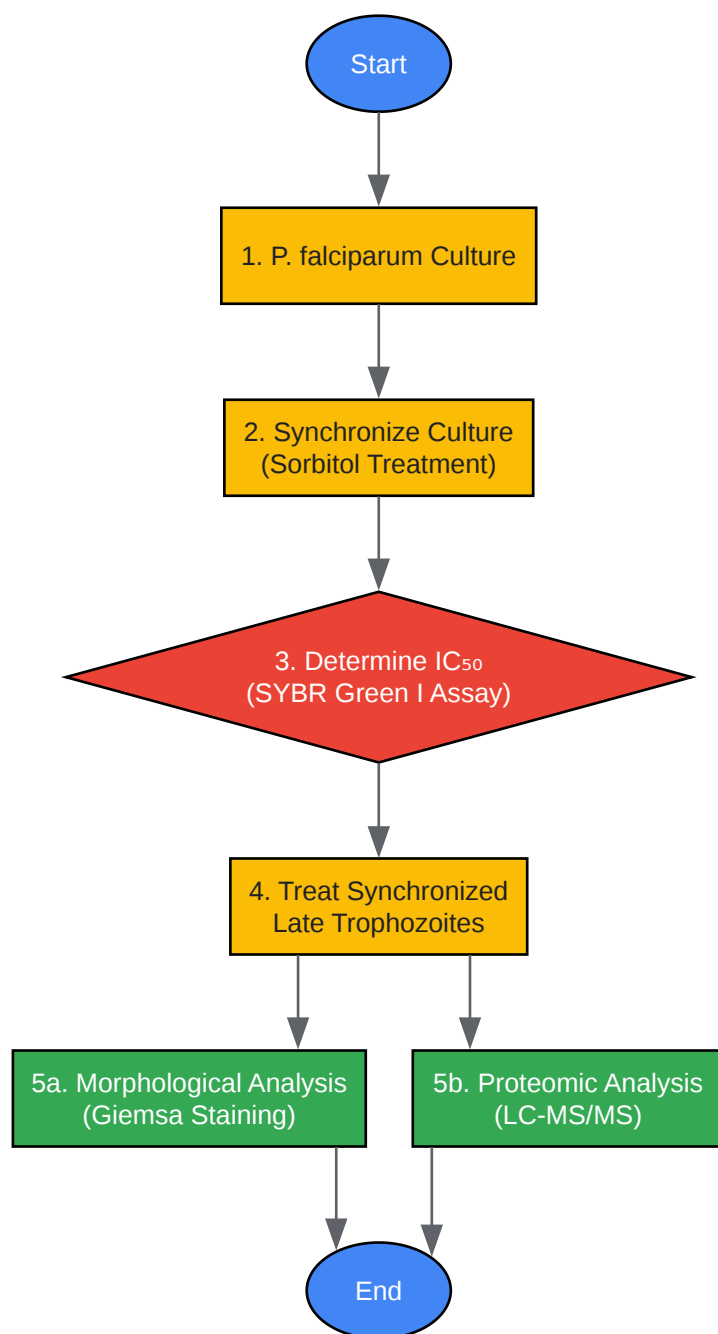 Start
1. P. falciparum Culture
2. Synchronize Culture
(Sorbitol Treatment)
3. Determine IC₅₀
(SYBR Green I Assay)
4. Treat Synchronized
Late Trophozoites
5a. Morphological Analysis
(Giemsa Staining)
5b. Proteomic Analysis
(LC-MS/MS)
End